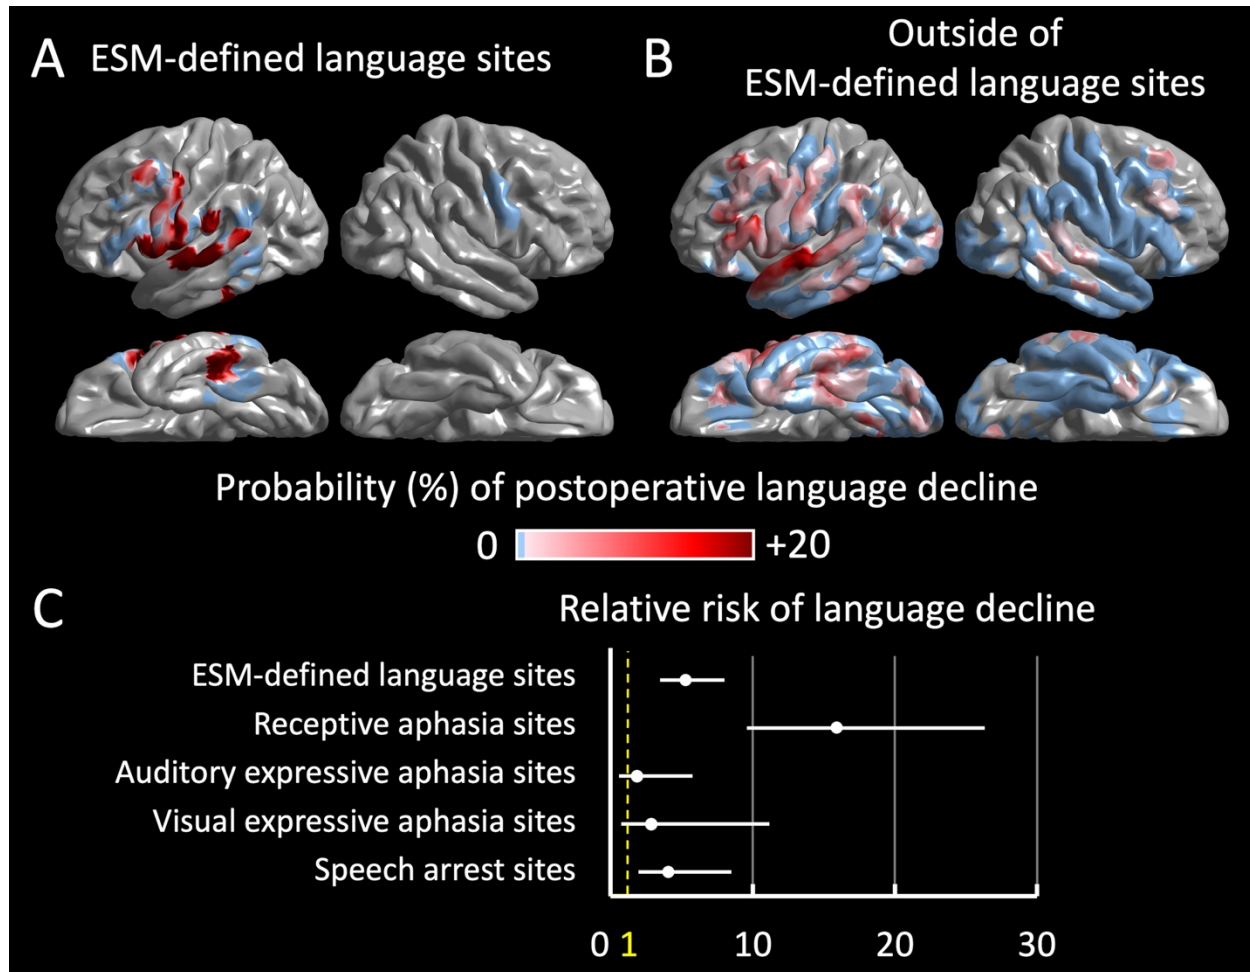 A
ESM-defined language sites
B
Outside of
ESM-defined language sites
Probability (%) of postoperative language decline
0
+20
C
Relative risk of language decline
ESM-defined language sites
Receptive aphasia sites
Auditory expressive aphasia sites
Visual expressive aphasia sites
Speech arrest sites
0 1 10 20 30